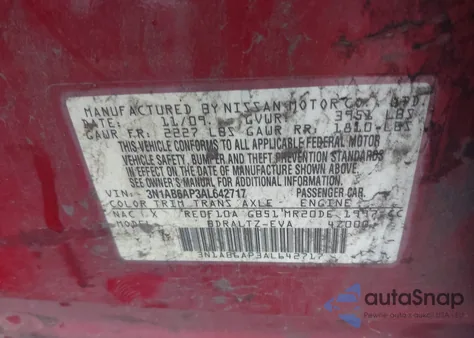 MANUFACTURED BY NISSAN MOTOR CO., LTD.
DATE: 11/09 GVWR: 3951 LBS
GAWR FR: 2227 LBS GAWR RR: 1810 LBS
THIS VEHICLE CONFORMS TO ALL APPLICABLE FEDERAL MOTOR
VEHICLE SAFETY, BUMPER AND THEFT PREVENTION STANDARDS
IN EFFECT ON THE DATE OF MANUFACTURE SHOWN ABOVE.
SEE OWNER'S MANUAL FOR ADDITIONAL INFORMATION.
VIN: 3N1AB6AP3AL642717 PASSENGER CAR
COLOR TRIM TRANS AXLE ENGINE
NAC X RE0F10A GB51 MR20DE 1997 CC
BDRALTZ-EVA 4Z000
3N1AB6AP3AL642717
autoSnap